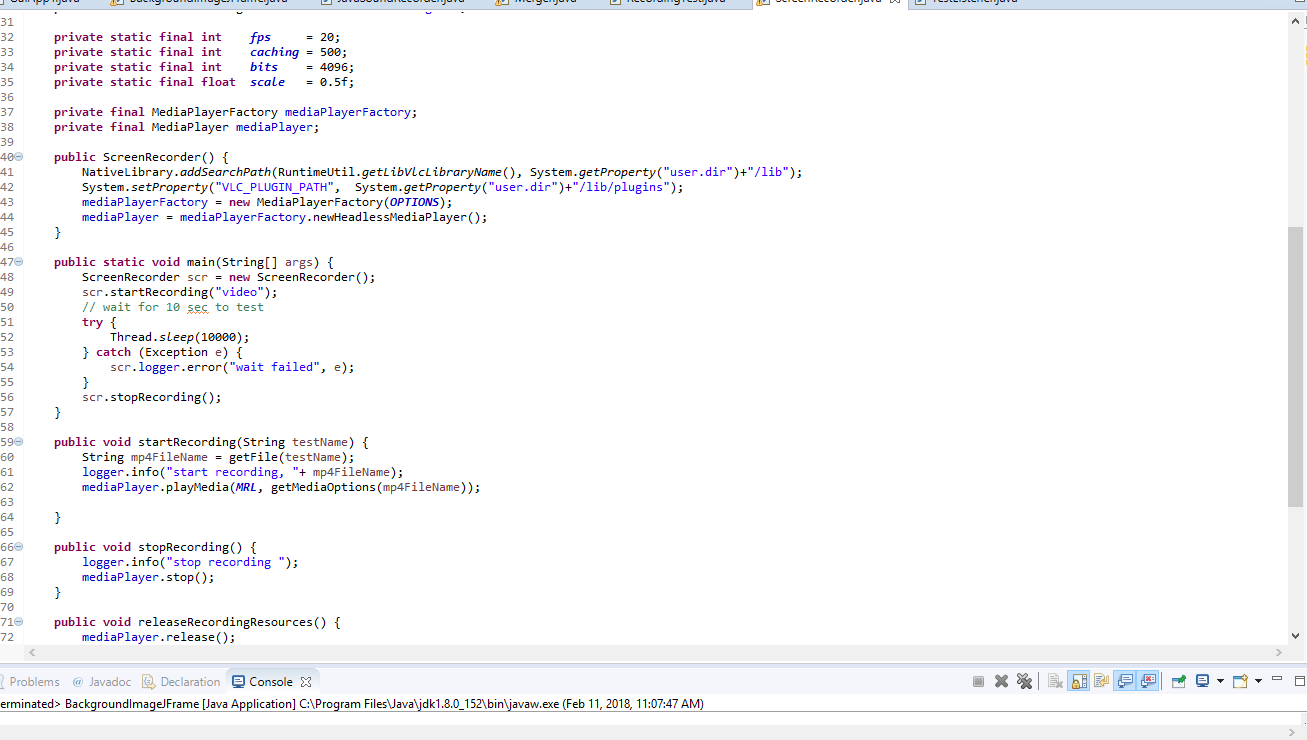 GuiApp1.java BackgroundImageJFrame.java JavaSoundRecorder.java Merger.java RecordingTest.java ScreenRecorder.java TestListener.java
31
32 private static final int fps = 20;
33 private static final int caching = 500;
34 private static final int bits = 4096;
35 private static final float scale = 0.5f;
36
37 private final MediaPlayerFactory mediaPlayerFactory;
38 private final MediaPlayer mediaPlayer;
39
40 public ScreenRecorder() {
41 NativeLibrary.addSearchPath(RuntimeUtil.getLibVlcLibraryName(), System.getProperty("user.dir")+"/lib");
42 System.setProperty("VLC_PLUGIN_PATH", System.getProperty("user.dir")+"/lib/plugins");
43 mediaPlayerFactory = new MediaPlayerFactory(OPTIONS);
44 mediaPlayer = mediaPlayerFactory.newHeadlessMediaPlayer();
45 }
46
47 public static void main(String[] args) {
48 ScreenRecorder scr = new ScreenRecorder();
49 scr.startRecording("video");
50 // wait for 10 sec to test
51 try {
52 Thread.sleep(10000);
53 } catch (Exception e) {
54 scr.logger.error("wait failed", e);
55 }
56 scr.stopRecording();
57 }
58
59 public void startRecording(String testName) {
60 String mp4FileName = getFile(testName);
61 logger.info("start recording, "+ mp4FileName);
62 mediaPlayer.playMedia(MRL, getMediaOptions(mp4FileName));
63
64 }
65
66 public void stopRecording() {
67 logger.info("stop recording ");
68 mediaPlayer.stop();
69 }
70
71 public void releaseRecordingResources() {
72 mediaPlayer.release();
Problems @ Javadoc Declaration Console
erminated> BackgroundImageJFrame [Java Application] C:\Program Files\Java\jdk1.8.0_152\bin\javaw.exe (Feb 11, 2018, 11:07:47 AM)